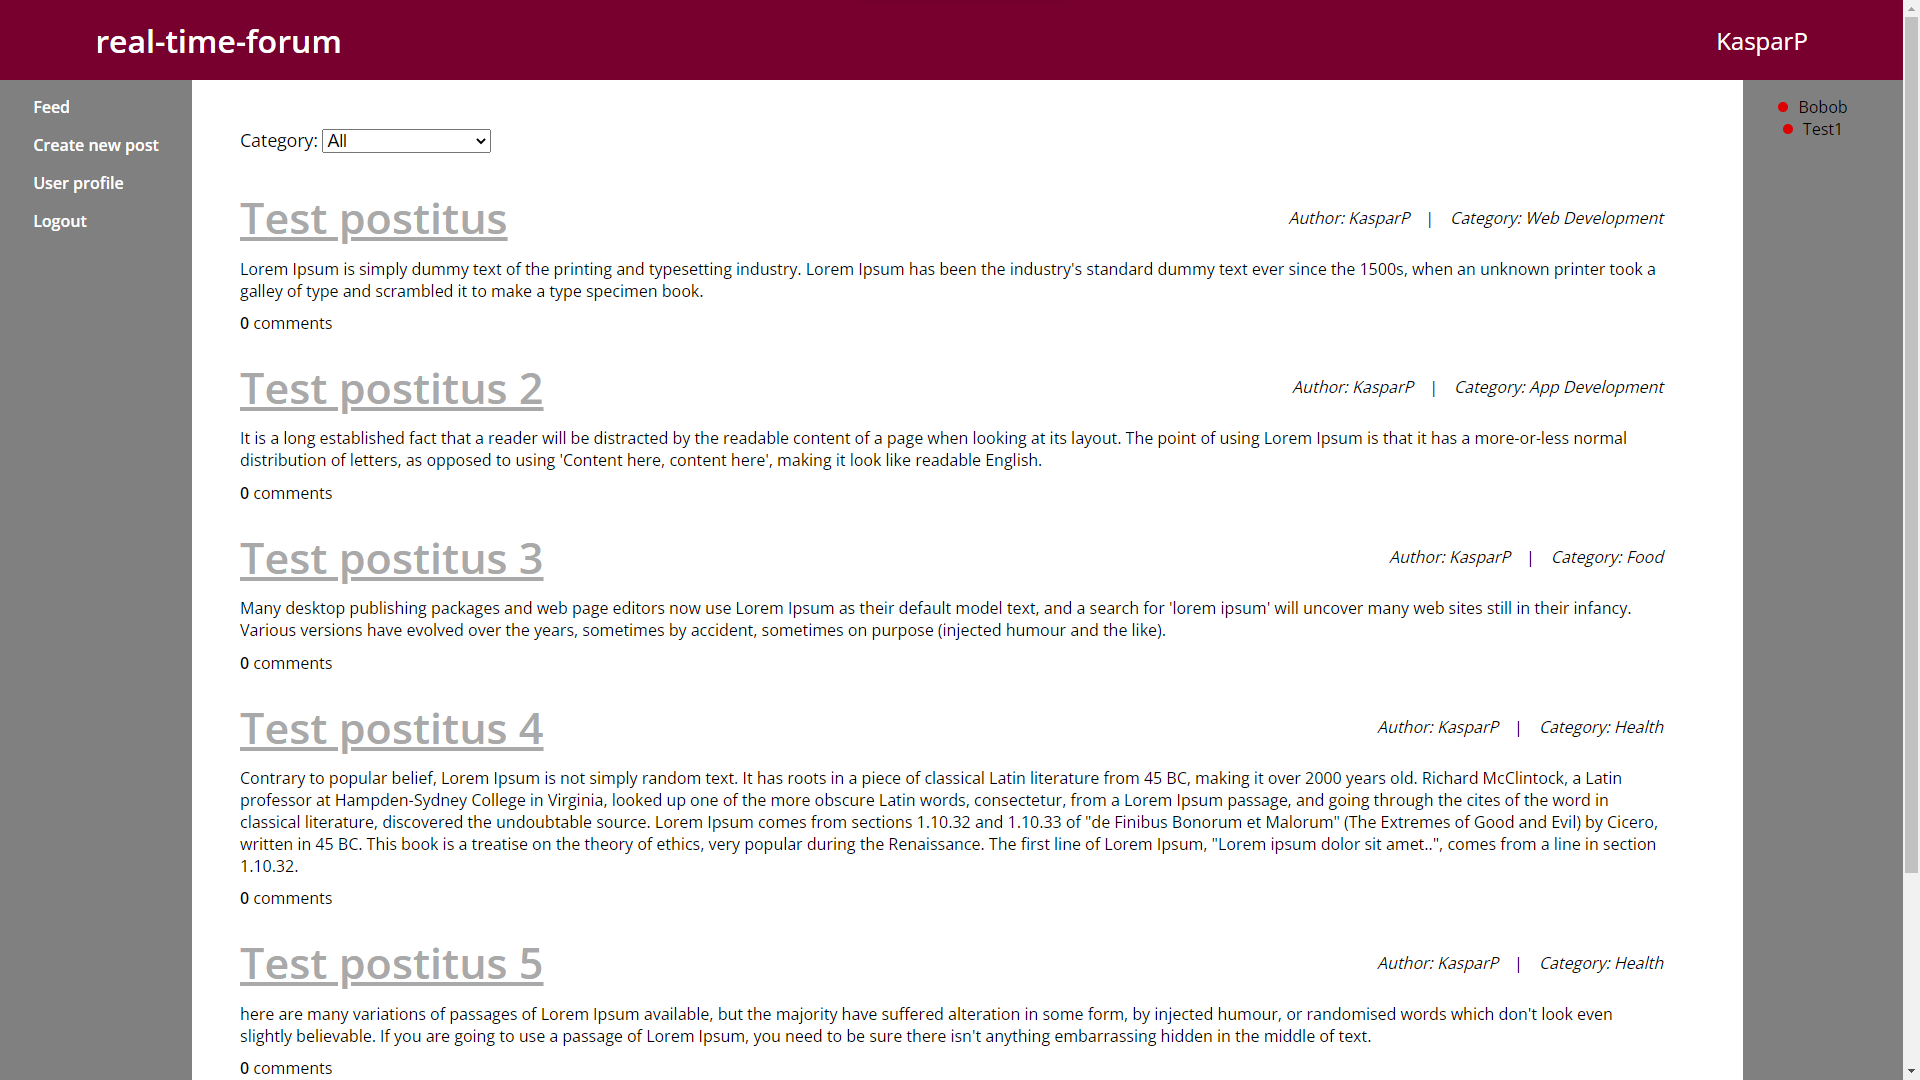 real-time-forum
KasparP
Feed
Create new post
User profile
Logout
Category: All
Test postitus
Author: KasparP | Category: Web Development
Lorem Ipsum is simply dummy text of the printing and typesetting industry. Lorem Ipsum has been the industry's standard dummy text ever since the 1500s, when an unknown printer took a
galley of type and scrambled it to make a type specimen book.
0 comments
Test postitus 2
Author: KasparP | Category: App Development
It is a long established fact that a reader will be distracted by the readable content of a page when looking at its layout. The point of using Lorem Ipsum is that it has a more-or-less normal
distribution of letters, as opposed to using 'Content here, content here', making it look like readable English.
0 comments
Test postitus 3
Author: KasparP | Category: Food
Many desktop publishing packages and web page editors now use Lorem Ipsum as their default model text, and a search for 'lorem ipsum' will uncover many web sites still in their infancy.
Various versions have evolved over the years, sometimes by accident, sometimes on purpose (injected humour and the like).
0 comments
Test postitus 4
Author: KasparP | Category: Health
Contrary to popular belief, Lorem Ipsum is not simply random text. It has roots in a piece of classical Latin literature from 45 BC, making it over 2000 years old. Richard McClintock, a Latin
professor at Hampden-Sydney College in Virginia, looked up one of the more obscure Latin words, consectetur, from a Lorem Ipsum passage, and going through the cites of the word in
classical literature, discovered the undoubtable source. Lorem Ipsum comes from sections 1.10.32 and 1.10.33 of "de Finibus Bonorum et Malorum" (The Extremes of Good and Evil) by Cicero,
written in 45 BC. This book is a treatise on the theory of ethics, very popular during the Renaissance. The first line of Lorem Ipsum, "Lorem ipsum dolor sit amet..", comes from a line in section
1.10.32.
0 comments
Test postitus 5
Author: KasparP | Category: Health
here are many variations of passages of Lorem Ipsum available, but the majority have suffered alteration in some form, by injected humour, or randomised words which don't look even
slightly believable. If you are going to use a passage of Lorem Ipsum, you need to be sure there isn't anything embarrassing hidden in the middle of text.
0 comments
Bobob
Test1